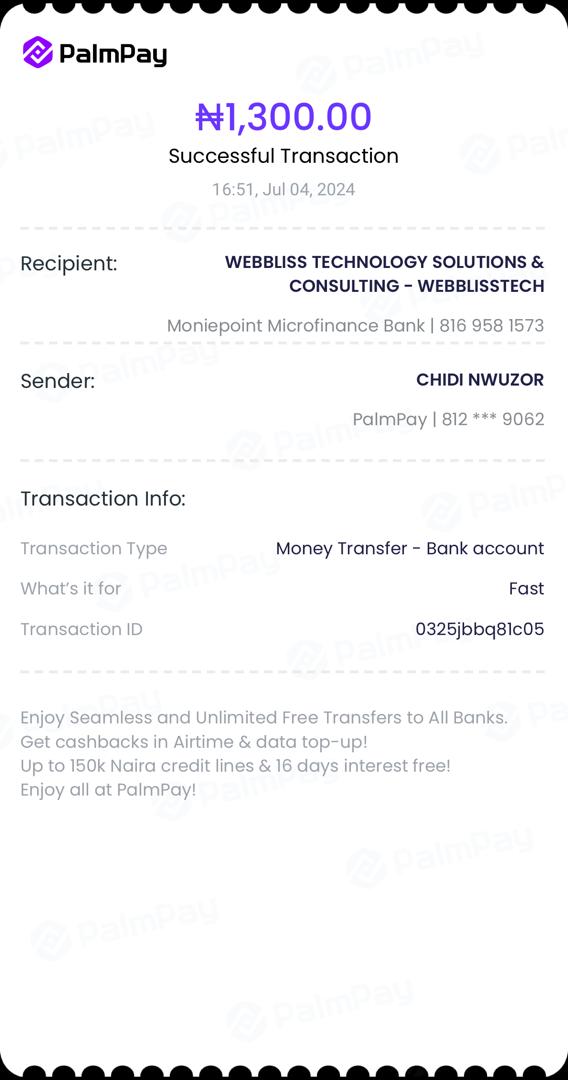 PalmPay
₦1,300.00
Successful Transaction
16:51, Jul 04, 2024
Recipient:
WEBBLISS TECHNOLOGY SOLUTIONS &
CONSULTING - WEBBLISSTECH
Moniepoint Microfinance Bank | 816 958 1573
Sender:
CHIDI NWUZOR
PalmPay | 812 *** 9062
Transaction Info:
Transaction Type Money Transfer - Bank account
What's it for Fast
Transaction ID 0325jbbq81c05
Enjoy Seamless and Unlimited Free Transfers to All Banks.
Get cashbacks in Airtime & data top-up!
Up to 150k Naira credit lines & 16 days interest free!
Enjoy all at PalmPay!